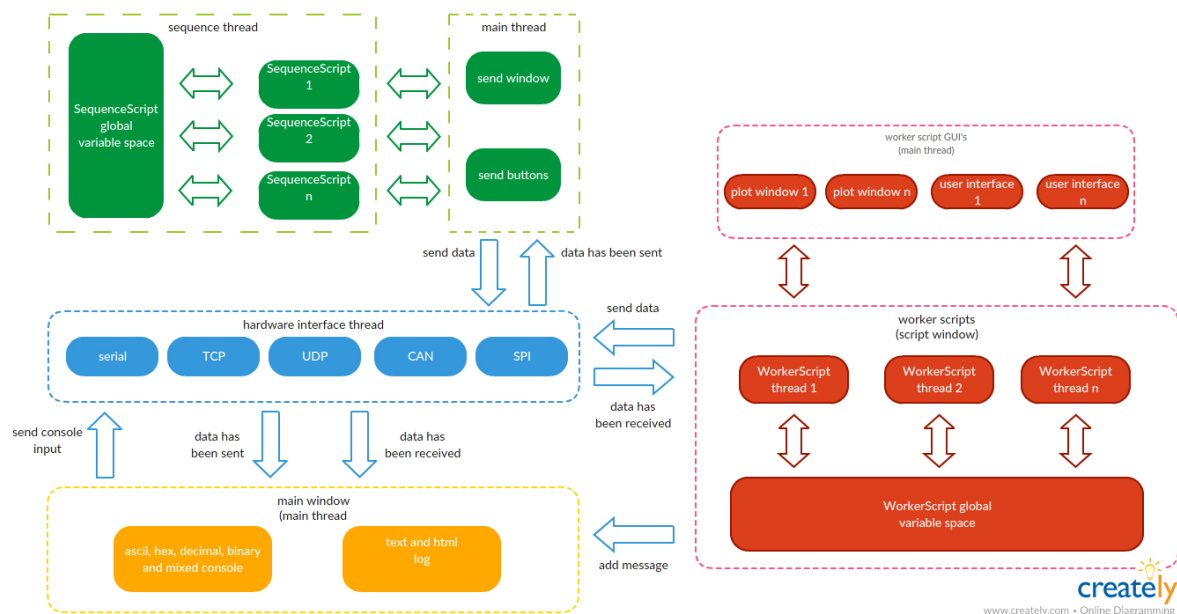 sequence thread
SequenceScript
global
variable space
SequenceScript
1
SequenceScript
2
SequenceScript
n
main thread
send window
send buttons
worker script GUI's
(main thread)
plot window 1
plot window n
user interface
1
user interface
n
send data
data has been sent
hardware interface thread
serial
TCP
UDP
CAN
SPI
send data
data has
been received
worker scripts
(script window)
WorkerScript
thread 1
WorkerScript
thread 2
WorkerScript
thread n
WorkerScript global
variable space
send console
input
data has
been sent
data has
been received
main window
(main thread
ascii, hex, decimal, binary
and mixed console
text and html
log
add message
creately
www.creately.com • Online Diagramming